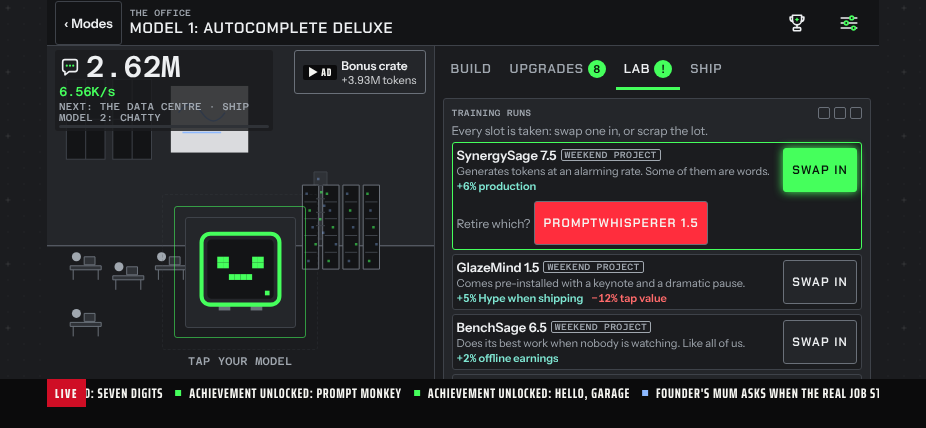 ‹ Modes
THE OFFICE
MODEL 1: AUTOCOMPLETE DELUXE
2.62M
6.56K/s
NEXT: THE DATA CENTRE · SHIP
MODEL 2: CHATTY
AD
Bonus crate
+3.93M tokens
TAP YOUR MODEL
BUILD
UPGRADES 8
LAB !
SHIP
TRAINING RUNS
Every slot is taken: swap one in, or scrap the lot.
SynergySage 7.5 WEEKEND PROJECT
Generates tokens at an alarming rate. Some of them are words.
+6% production
SWAP IN
Retire which? PROMPTWHISPERER 1.5
GlazeMind 1.5 WEEKEND PROJECT
Comes pre-installed with a keynote and a dramatic pause.
+5% Hype when shipping −12% tap value
SWAP IN
BenchSage 6.5 WEEKEND PROJECT
Does its best work when nobody is watching. Like all of us.
+2% offline earnings
SWAP IN
LIVE D: SEVEN DIGITS ACHIEVEMENT UNLOCKED: PROMPT MONKEY ACHIEVEMENT UNLOCKED: HELLO, GARAGE FOUNDER'S MUM ASKS WHEN THE REAL JOB